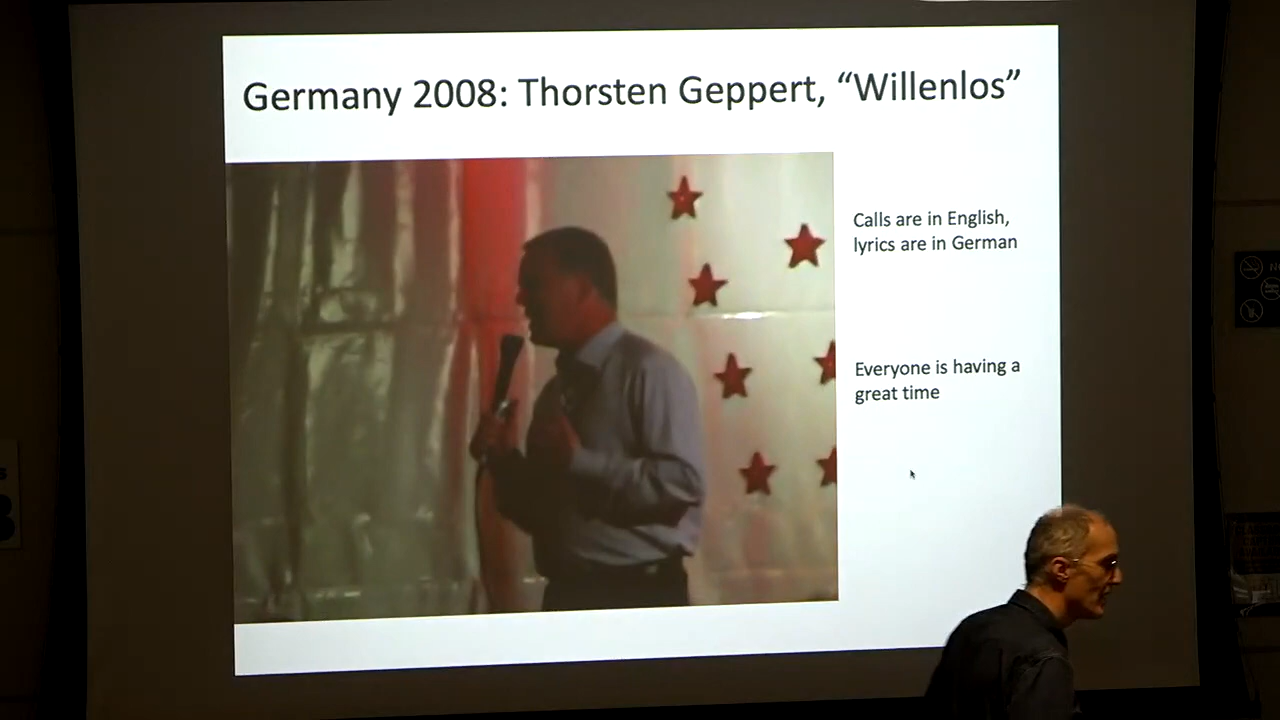 Germany 2008: Thorsten Geppert, “Willenlos”
Calls are in English,
lyrics are in German
Everyone is having a
great time